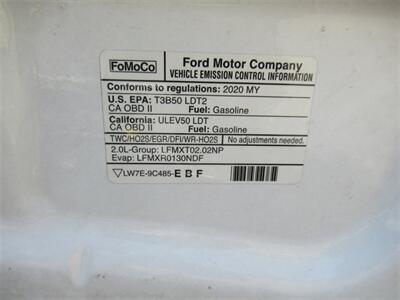 FoMoCo
Ford Motor Company
VEHICLE EMISSION CONTROL INFORMATION
Conforms to regulations: 2020 MY
U.S. EPA: T3B50 LDT2
CA OBD II Fuel: Gasoline
California: ULEV50 LDT
CA OBD II Fuel: Gasoline
TWC/HO2S/EGR/DFI/WR-HO2S No adjustments needed.
2.0L-Group: LFMXT02.02NP
Evap: LFMXR0130NDF
LW7E-9C485-E B F